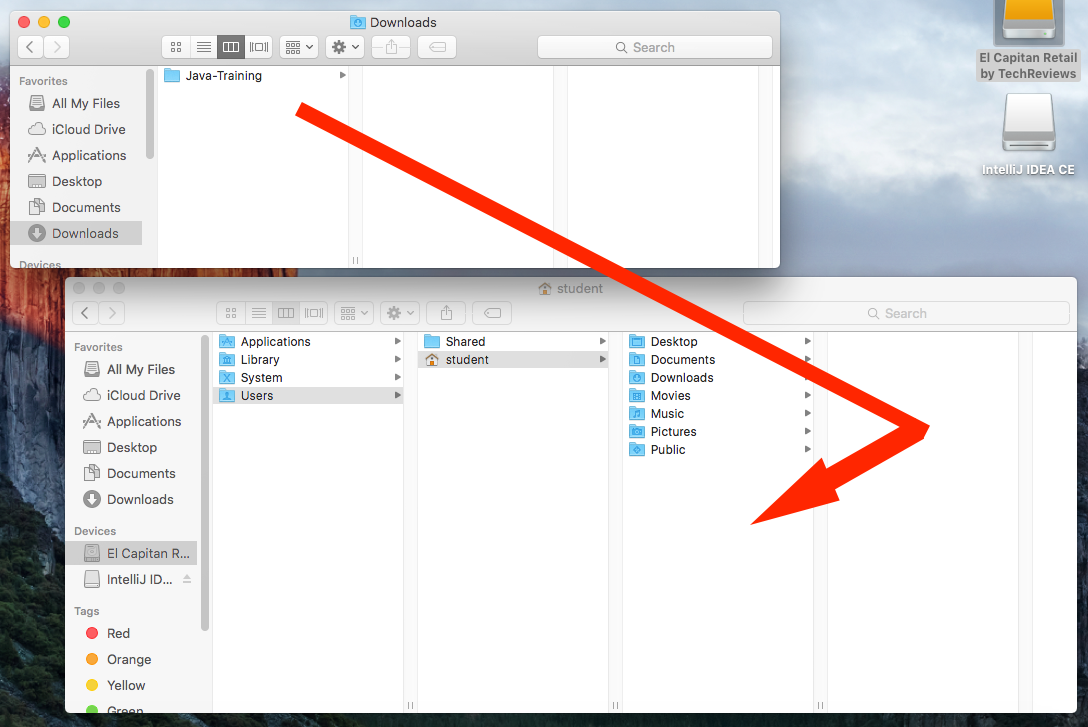 Downloads
Search
Favorites
All My Files
iCloud Drive
Applications
Desktop
Documents
Downloads
Devices
Java-Training
El Capitan Retail
by TechReviews
IntelliJ IDEA CE
student
Search
Favorites
All My Files
iCloud Drive
Applications
Desktop
Documents
Downloads
Devices
El Capitan R...
IntelliJ ID...
Tags
Red
Orange
Yellow
Green
Applications
Library
System
Users
Shared
student
Desktop
Documents
Downloads
Movies
Music
Pictures
Public